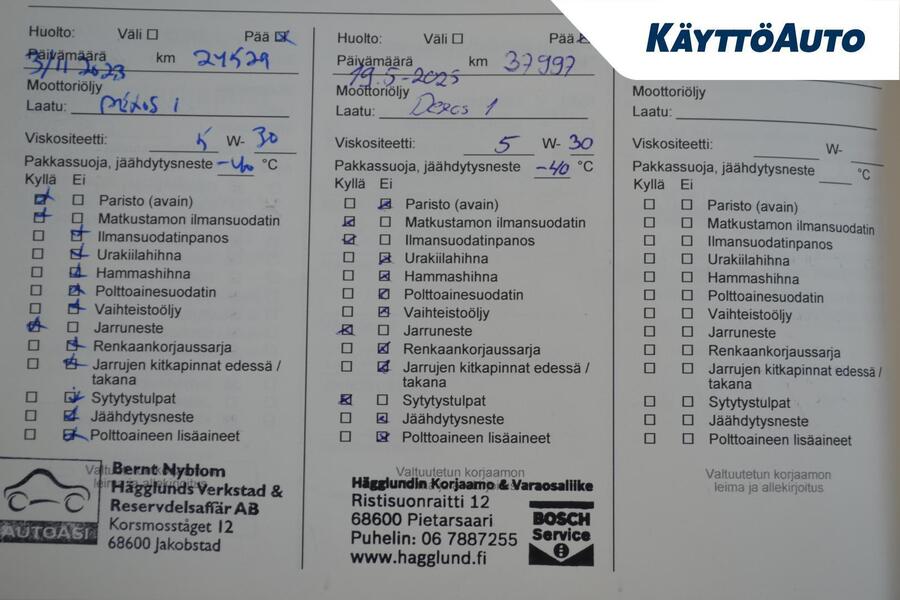 KÄYTTÖAUTO
Huolto: Väli ☐ Pää ☒
Päivämäärä km 21529
3/11 2023
Moottoriöljy
Laatu: Dexos 1
Viskositeetti: 5 W- 30
Pakkassuoja, jäähdytysneste -40 °C
Kyllä Ei
☒ ☐ Paristo (avain)
☒ ☐ Matkustamon ilmansuodatin
☐ ☒ Ilmansuodatinpanos
☐ ☒ Urakiilahihna
☐ ☒ Hammashihna
☐ ☒ Polttoainesuodatin
☐ ☒ Vaihteistoöljy
☒ ☐ Jarruneste
☐ ☒ Renkaankorjaussarja
☐ ☒ Jarrujen kitkapinnat edessä /
takana
☐ ☒ Sytytystulpat
☐ ☒ Jäähdytysneste
☐ ☒ Polttoaineen lisäaineet
AUTOASI
Bernt Nyblom
Hägglunds Verkstad &
Reservdelsaffär AB
Korsmosståget 12
68600 Jakobstad
Huolto: Väli ☐ Pää ☒
Päivämäärä km 37997
19.5-2025
Moottoriöljy
Laatu: Dexos 1
Viskositeetti: 5 W- 30
Pakkassuoja, jäähdytysneste -40 °C
Kyllä Ei
☐ ☒ Paristo (avain)
☒ ☐ Matkustamon ilmansuodatin
☒ ☐ Ilmansuodatinpanos
☐ ☒ Urakiilahihna
☐ ☒ Hammashihna
☐ ☒ Polttoainesuodatin
☐ ☒ Vaihteistoöljy
☒ ☐ Jarruneste
☐ ☒ Renkaankorjaussarja
☐ ☒ Jarrujen kitkapinnat edessä /
takana
☒ ☐ Sytytystulpat
☐ ☒ Jäähdytysneste
☐ ☒ Polttoaineen lisäaineet
Valtuutetun korjaamon
Hägglundin Korjaamo & Varaosaliike
Ristisuonraitti 12
68600 Pietarsaari
Puhelin: 06 7887255
www.hagglund.fi
BOSCH
Service
Moottoriöljy
Laatu:
Viskositeetti: W-
Pakkassuoja, jäähdytysneste °C
Kyllä Ei
☐ ☐ Paristo (avain)
☐ ☐ Matkustamon ilmansuodatin
☐ ☐ Ilmansuodatinpanos
☐ ☐ Urakiilahihna
☐ ☐ Hammashihna
☐ ☐ Polttoainesuodatin
☐ ☐ Vaihteistoöljy
☐ ☐ Jarruneste
☐ ☐ Renkaankorjaussarja
☐ ☐ Jarrujen kitkapinnat edessä /
takana
☐ ☐ Sytytystulpat
☐ ☐ Jäähdytysneste
☐ ☐ Polttoaineen lisäaineet
Valtuutetun korjaamon
leima ja allekirjoitus